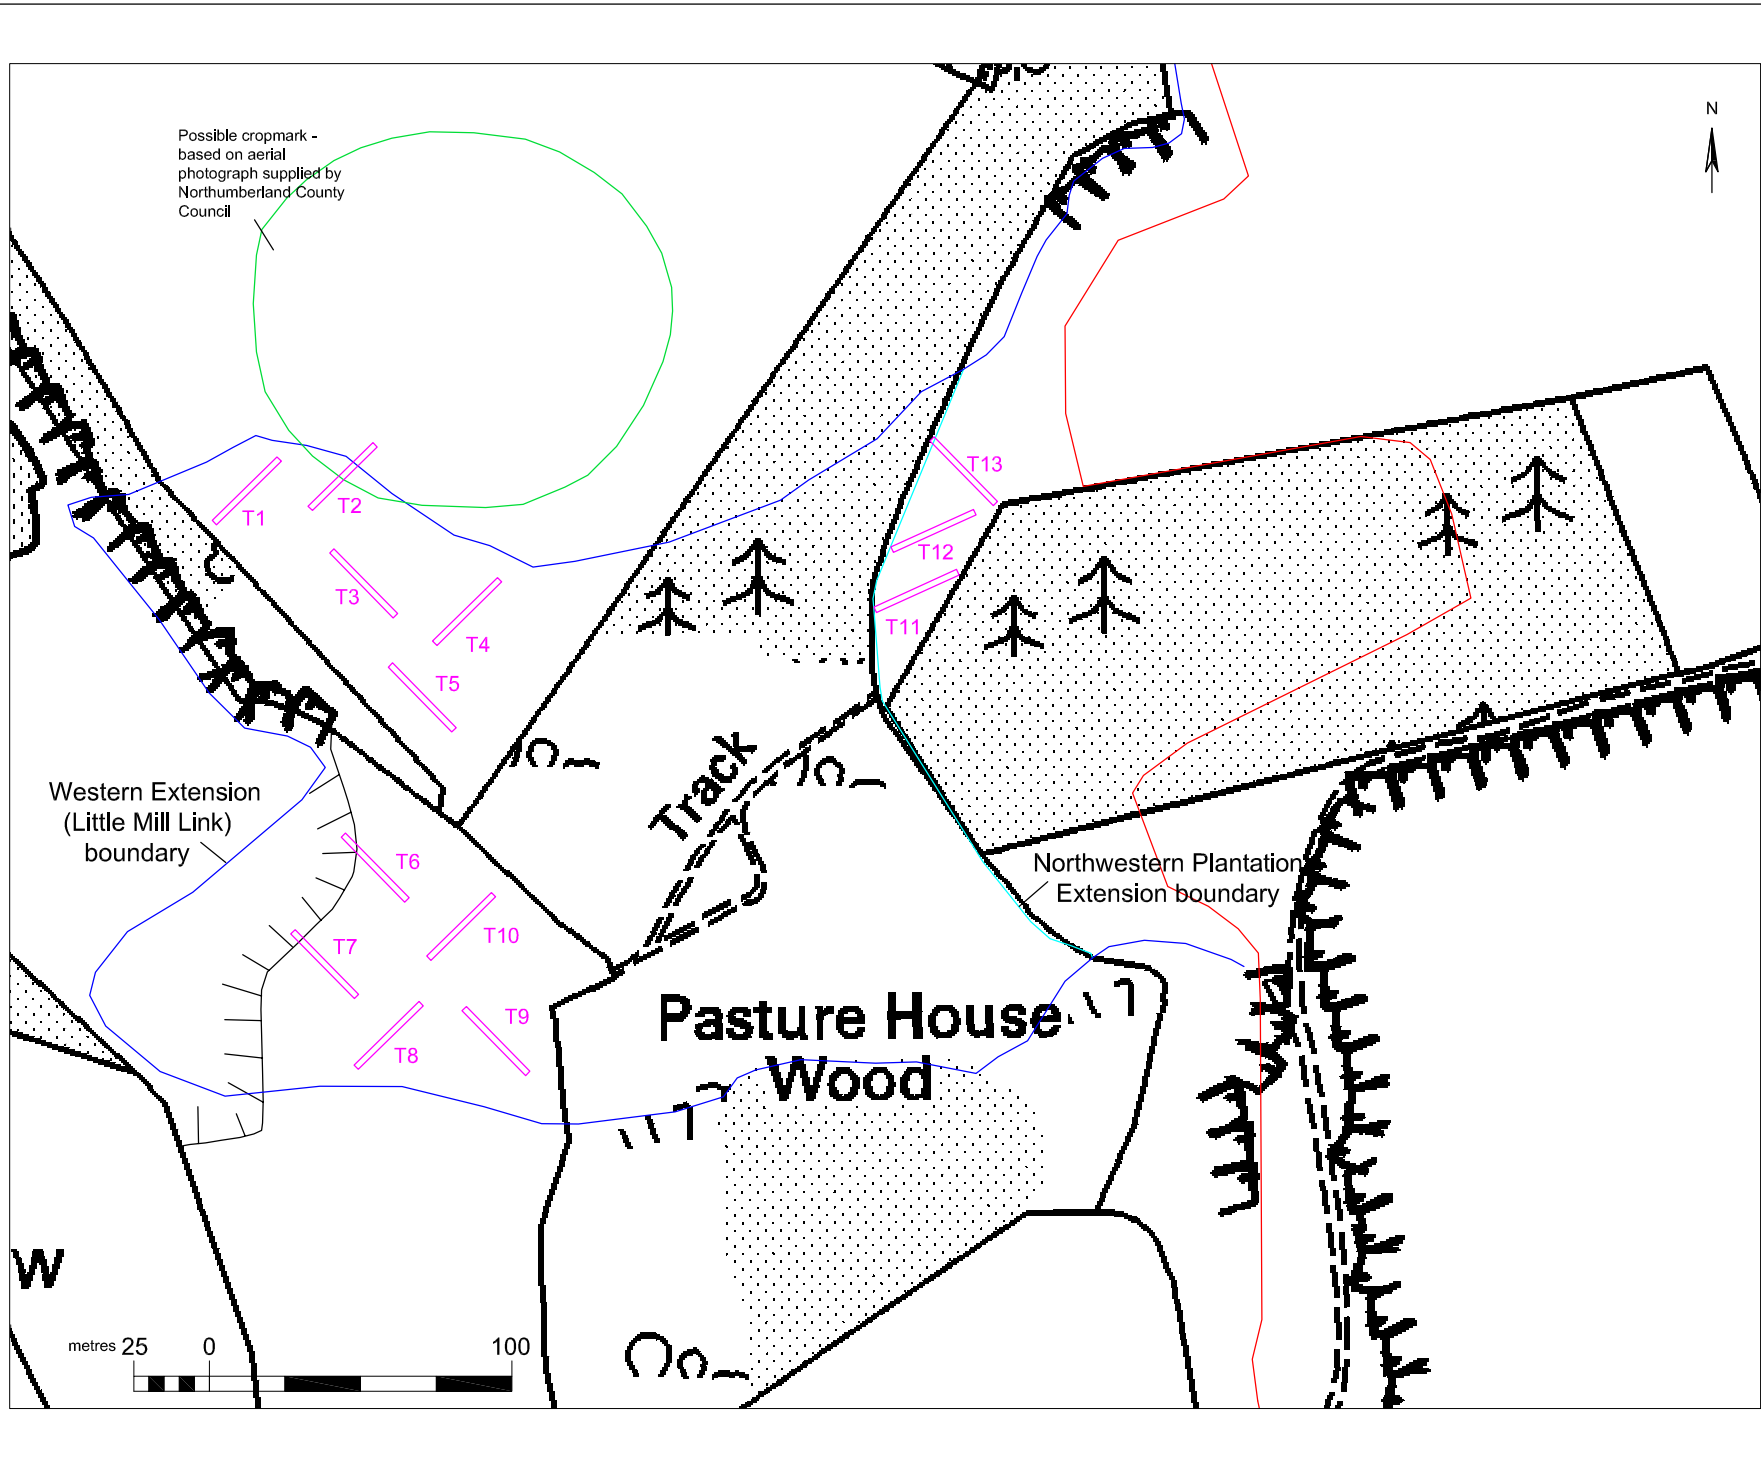 Possible cropmark -
based on aerial
photograph supplied by
Northumberland County
Council
N
T13
T1
T2
T12
T3
T11
T4
T5
Track
Western Extension
(Little Mill Link)
boundary
T6
Northwestern Plantation
Extension boundary
T7
T10
T9
T8
Pasture House
Wood
W
metres 25 0 100